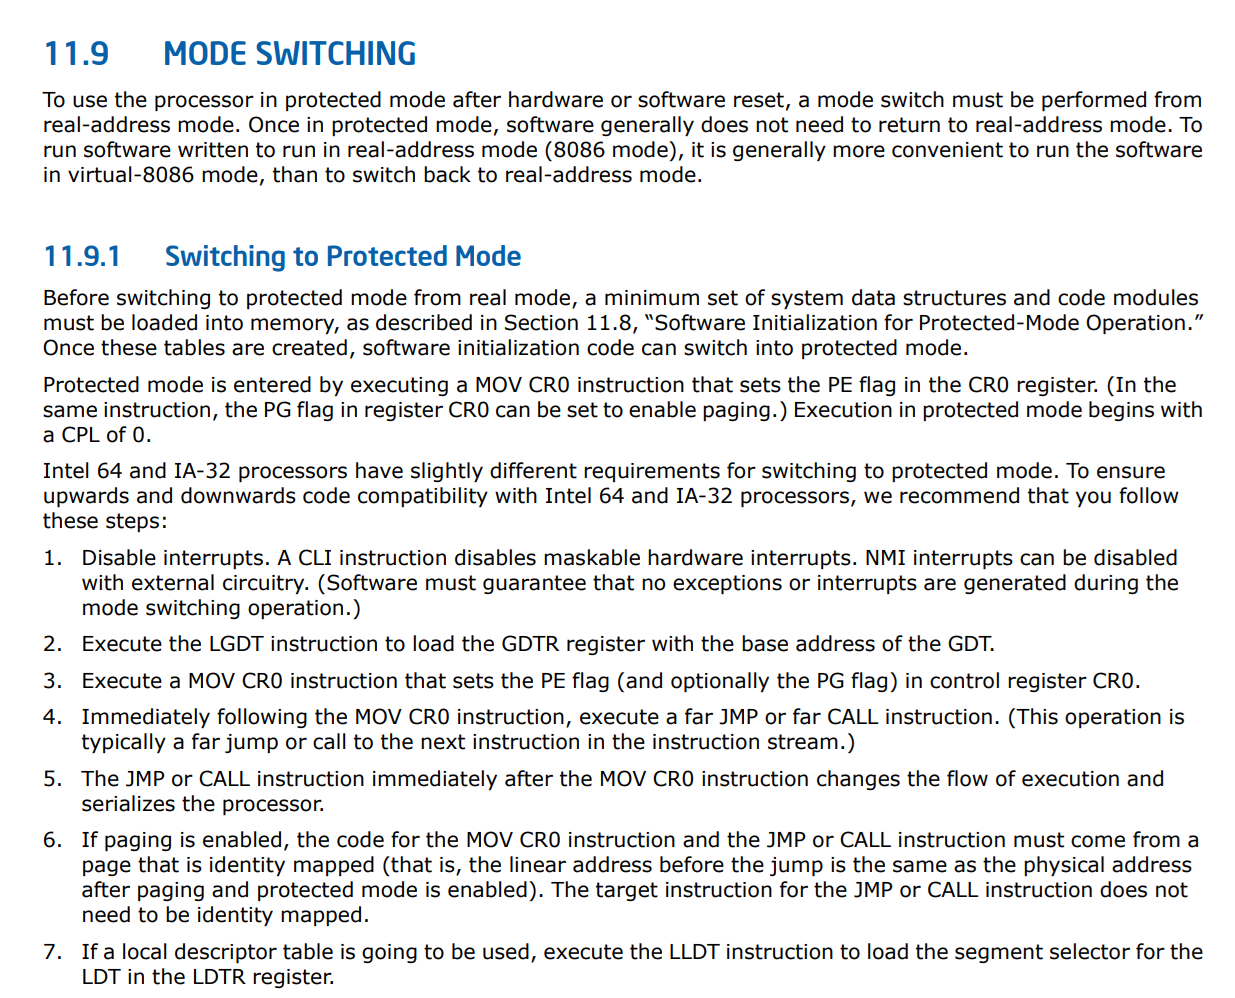 11.9 MODE SWITCHING
To use the processor in protected mode after hardware or software reset, a mode switch must be performed from
real-address mode. Once in protected mode, software generally does not need to return to real-address mode. To
run software written to run in real-address mode (8086 mode), it is generally more convenient to run the software
in virtual-8086 mode, than to switch back to real-address mode.
11.9.1 Switching to Protected Mode
Before switching to protected mode from real mode, a minimum set of system data structures and code modules
must be loaded into memory, as described in Section 11.8, “Software Initialization for Protected-Mode Operation.”
Once these tables are created, software initialization code can switch into protected mode.
Protected mode is entered by executing a MOV CR0 instruction that sets the PE flag in the CR0 register. (In the
same instruction, the PG flag in register CR0 can be set to enable paging.) Execution in protected mode begins with
a CPL of 0.
Intel 64 and IA-32 processors have slightly different requirements for switching to protected mode. To ensure
upwards and downwards code compatibility with Intel 64 and IA-32 processors, we recommend that you follow
these steps:
1. Disable interrupts. A CLI instruction disables maskable hardware interrupts. NMI interrupts can be disabled
with external circuitry. (Software must guarantee that no exceptions or interrupts are generated during the
mode switching operation.)
2. Execute the LGDT instruction to load the GDTR register with the base address of the GDT.
3. Execute a MOV CR0 instruction that sets the PE flag (and optionally the PG flag) in control register CR0.
4. Immediately following the MOV CR0 instruction, execute a far JMP or far CALL instruction. (This operation is
typically a far jump or call to the next instruction in the instruction stream.)
5. The JMP or CALL instruction immediately after the MOV CR0 instruction changes the flow of execution and
serializes the processor.
6. If paging is enabled, the code for the MOV CR0 instruction and the JMP or CALL instruction must come from a
page that is identity mapped (that is, the linear address before the jump is the same as the physical address
after paging and protected mode is enabled). The target instruction for the JMP or CALL instruction does not
need to be identity mapped.
7. If a local descriptor table is going to be used, execute the LLDT instruction to load the segment selector for the
LDT in the LDTR register.